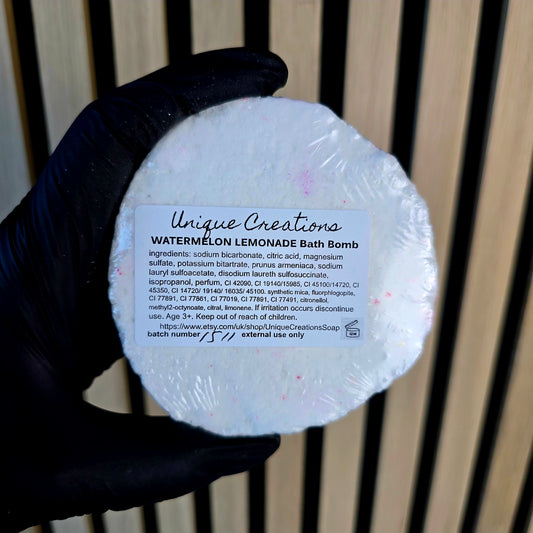 Unique Creations
WATERMELON LEMONADE Bath Bomb
ingredients: sodium bicarbonate, citric acid, magnesium
sulfate, potassium bitartrate, prunus armeniaca, sodium
lauryl sulfoacetate, disodium laureth sulfosuccinate,
isopropanol, perfum, CI 42090, CI 19140/15985, CI 45100/14720, CI
45350, CI 14720/ 19140/ 16035/ 45100. synthetic mica, fluorphlogopite,
CI 77891, CI 77861, CI 77019, CI 77891, CI 77491, citronellol,
methyl2-octynoate, citral, limonene. If irritation occurs discontinue
use. Age 3+. Keep out of reach of children.
https://www.etsy.com/uk/shop/UniqueCreationsSoap
batch number 1511 external use only